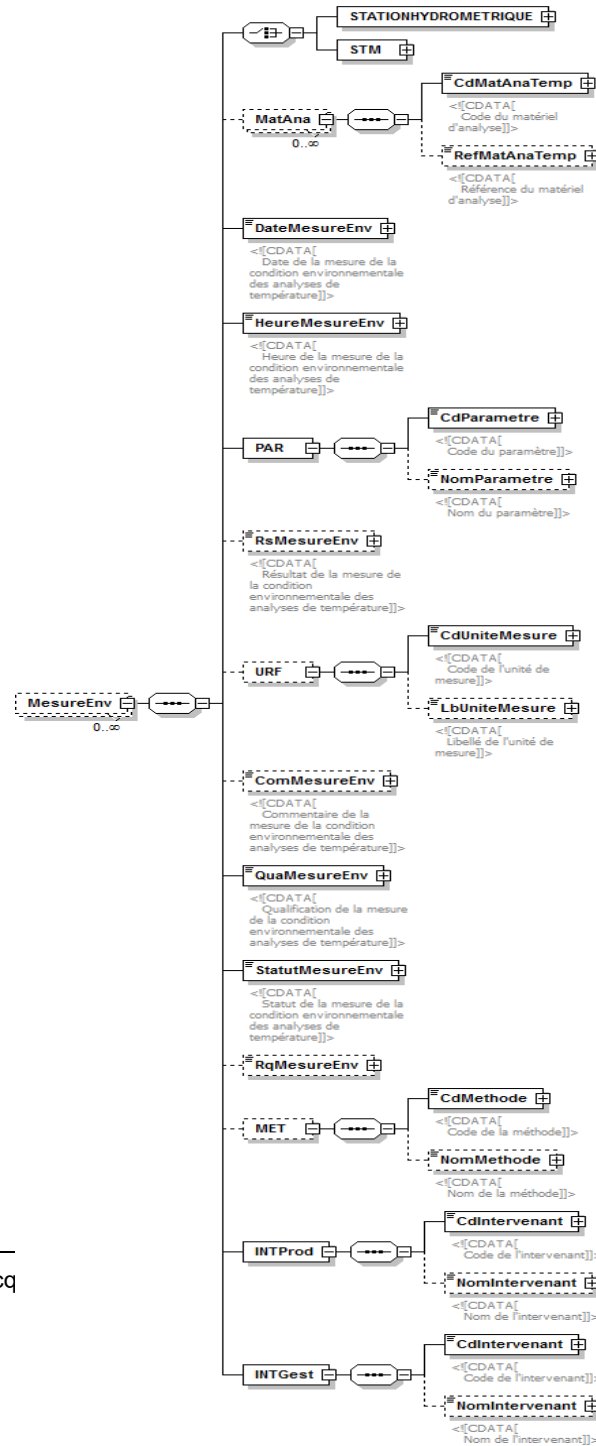 STATIONHYDROMETRIQUE
STM
MatAna
0..∞
CdMatAnaTemp
<![CDATA[
Code du matériel
d'analyse]]>
RefMatAnaTemp
<![CDATA[
Référence du matériel
d'analyse]]>
DateMesureEnv
<![CDATA[
Date de la mesure de la
condition environnementale
des analyses de
température]]>
HeureMesureEnv
<![CDATA[
Heure de la mesure de la
condition environnementale
des analyses de
température]]>
PAR
CdParametre
<![CDATA[
Code du paramètre]]>
NomParametre
<![CDATA[
Nom du paramètre]]>
RsMesureEnv
<![CDATA[
Résultat de la mesure de
la condition
environnementale des
analyses de température]]>
URF
CdUniteMesure
<![CDATA[
Code de l'unité de
mesure]]>
LbUniteMesure
<![CDATA[
Libellé de l'unité de
mesure]]>
MesureEnv
0..∞
ComMesureEnv
<![CDATA[
Commentaire de la
mesure de la condition
environnementale des
analyses de température]]>
QuaMesureEnv
<![CDATA[
Qualification de la mesure
de la condition
environnementale des
analyses de température]]>
StatutMesureEnv
<![CDATA[
Statut de la mesure de la
condition environnementale
des analyses de
température]]>
RqMesureEnv
MET
CdMethode
<![CDATA[
Code de la méthode]]>
NomMethode
<![CDATA[
Nom de la méthode]]>
INTProd
CdIntervenant
<![CDATA[
Code de l'intervenant]]>
NomIntervenant
<![CDATA[
Nom de l'intervenant]]>
cq
INTGest
CdIntervenant
<![CDATA[
Code de l'intervenant]]>
NomIntervenant
<![CDATA[
Nom de l'intervenant]]>